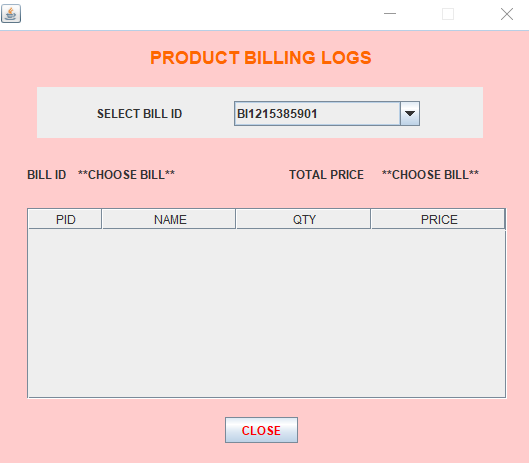 PRODUCT BILLING LOGS
SELECT BILL ID BI1215385901
BILL ID **CHOOSE BILL** TOTAL PRICE **CHOOSE BILL**
PID NAME QTY PRICE
CLOSE